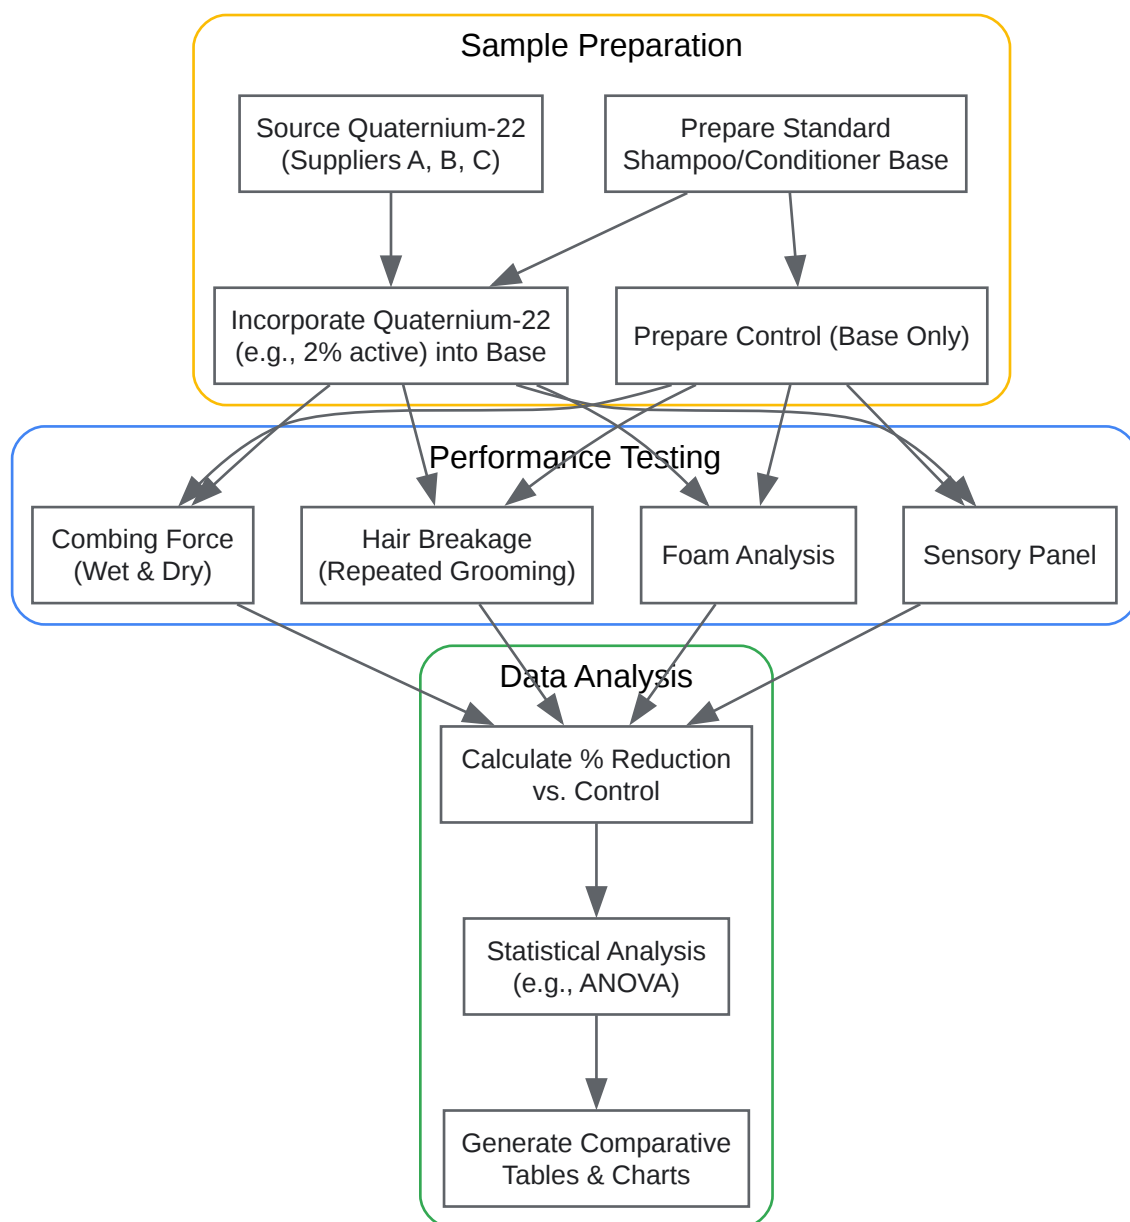 Sample Preparation
Source Quaternium-22
(Suppliers A, B, C)
Prepare Standard
Shampoo/Conditioner Base
Incorporate Quaternium-22
(e.g., 2% active) into Base
Prepare Control (Base Only)
Performance Testing
Combing Force
(Wet & Dry)
Hair Breakage
(Repeated Grooming)
Foam Analysis
Sensory Panel
Data Analysis
Calculate % Reduction
vs. Control
Statistical Analysis
(e.g., ANOVA)
Generate Comparative
Tables & Charts